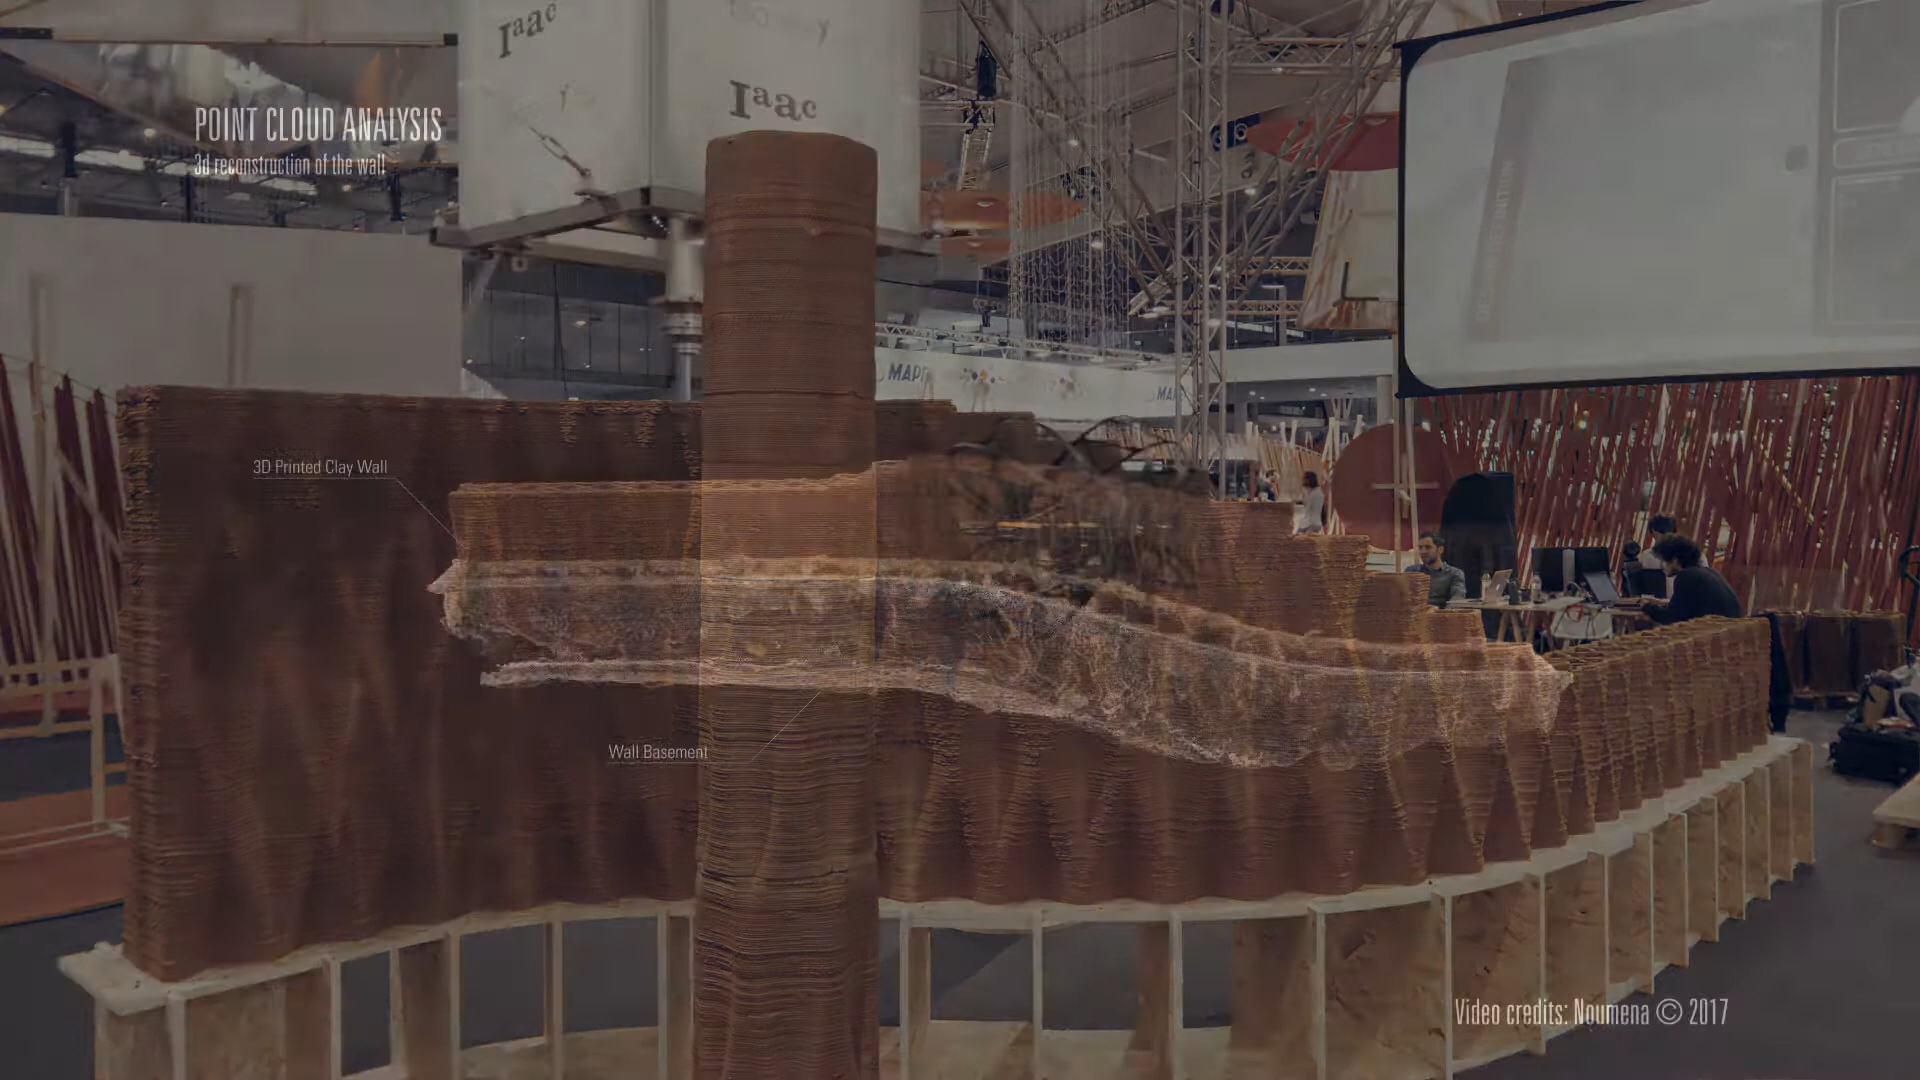 Iaac
Iaac
POINT CLOUD ANALYSIS
3d reconstruction of the wall
3D Printed Clay Wall
Wall Basement
Video credits: Noumena © 2017